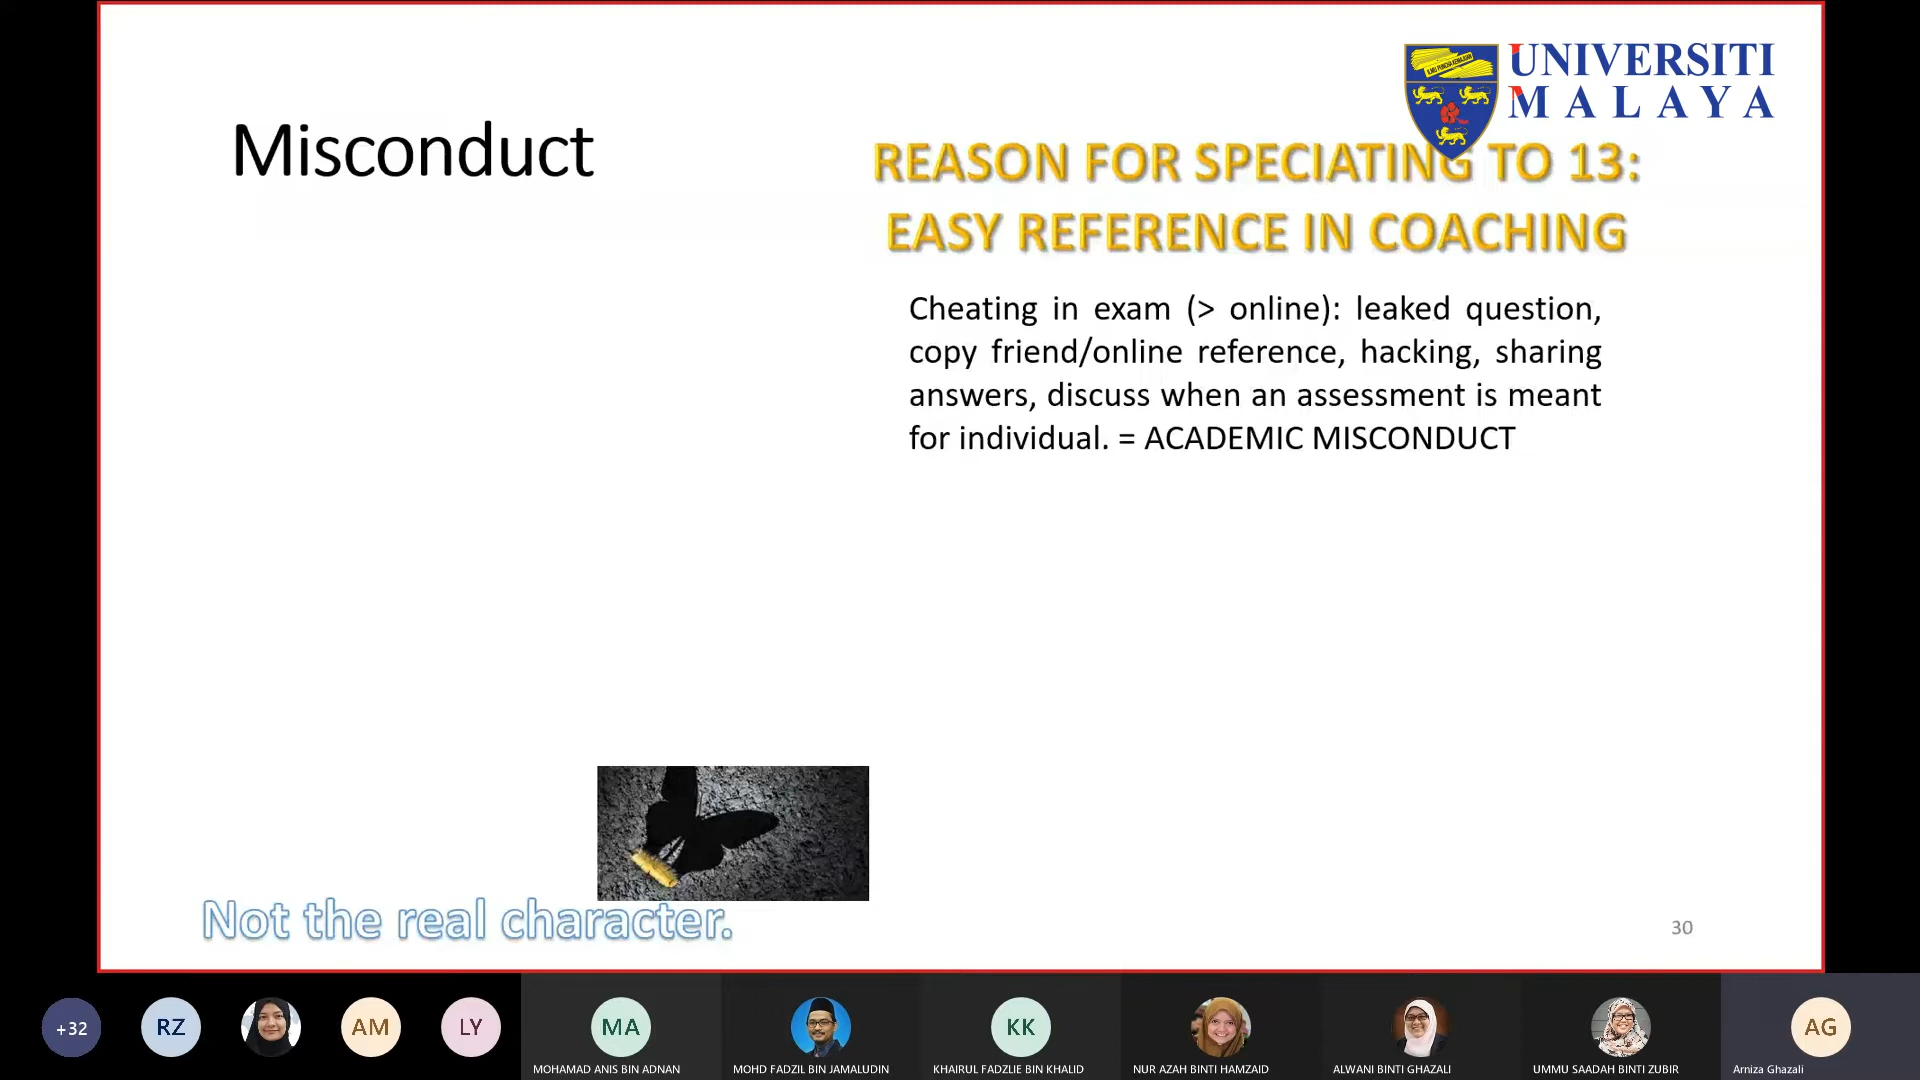 UNIVERSITI
MALAYA
ILMU PUNCA KEMAJUAN
Misconduct
REASON FOR SPECIATING TO 13:
EASY REFERENCE IN COACHING
Cheating in exam (> online): leaked question,
copy friend/online reference, hacking, sharing
answers, discuss when an assessment is meant
for individual. = ACADEMIC MISCONDUCT
Not the real character.
30
+32
RZ
AM
LY
MA
KK
AG
MOHAMAD ANIS BIN ADNAN
MOHD FADZIL BIN JAMALUDIN
KHAIRUL FADZLIE BIN KHALID
NUR AZAH BINTI HAMZAID
ALWANI BINTI GHAZALI
UMMU SAADAH BINTI ZUBIR
Arniza Ghazali